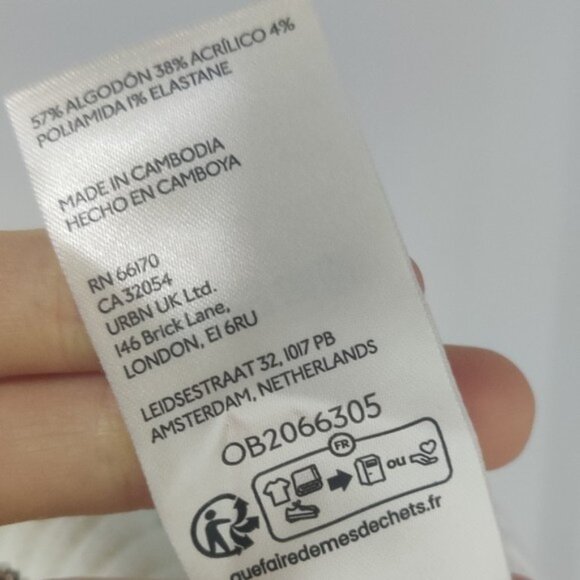 57% ALGODÓN 38% ACRÍLICO 4%
POLIAMIDA 1% ELASTANE
MADE IN CAMBODIA
HECHO EN CAMBOYA
RN 66170
CA 32054
URBN UK Ltd.
146 Brick Lane,
LONDON, E1 6RU
LEIDSESTRAAT 32, 1017 PB
AMSTERDAM, NETHERLANDS
OB2066305
FR
ou
quefairedemesdechets.fr